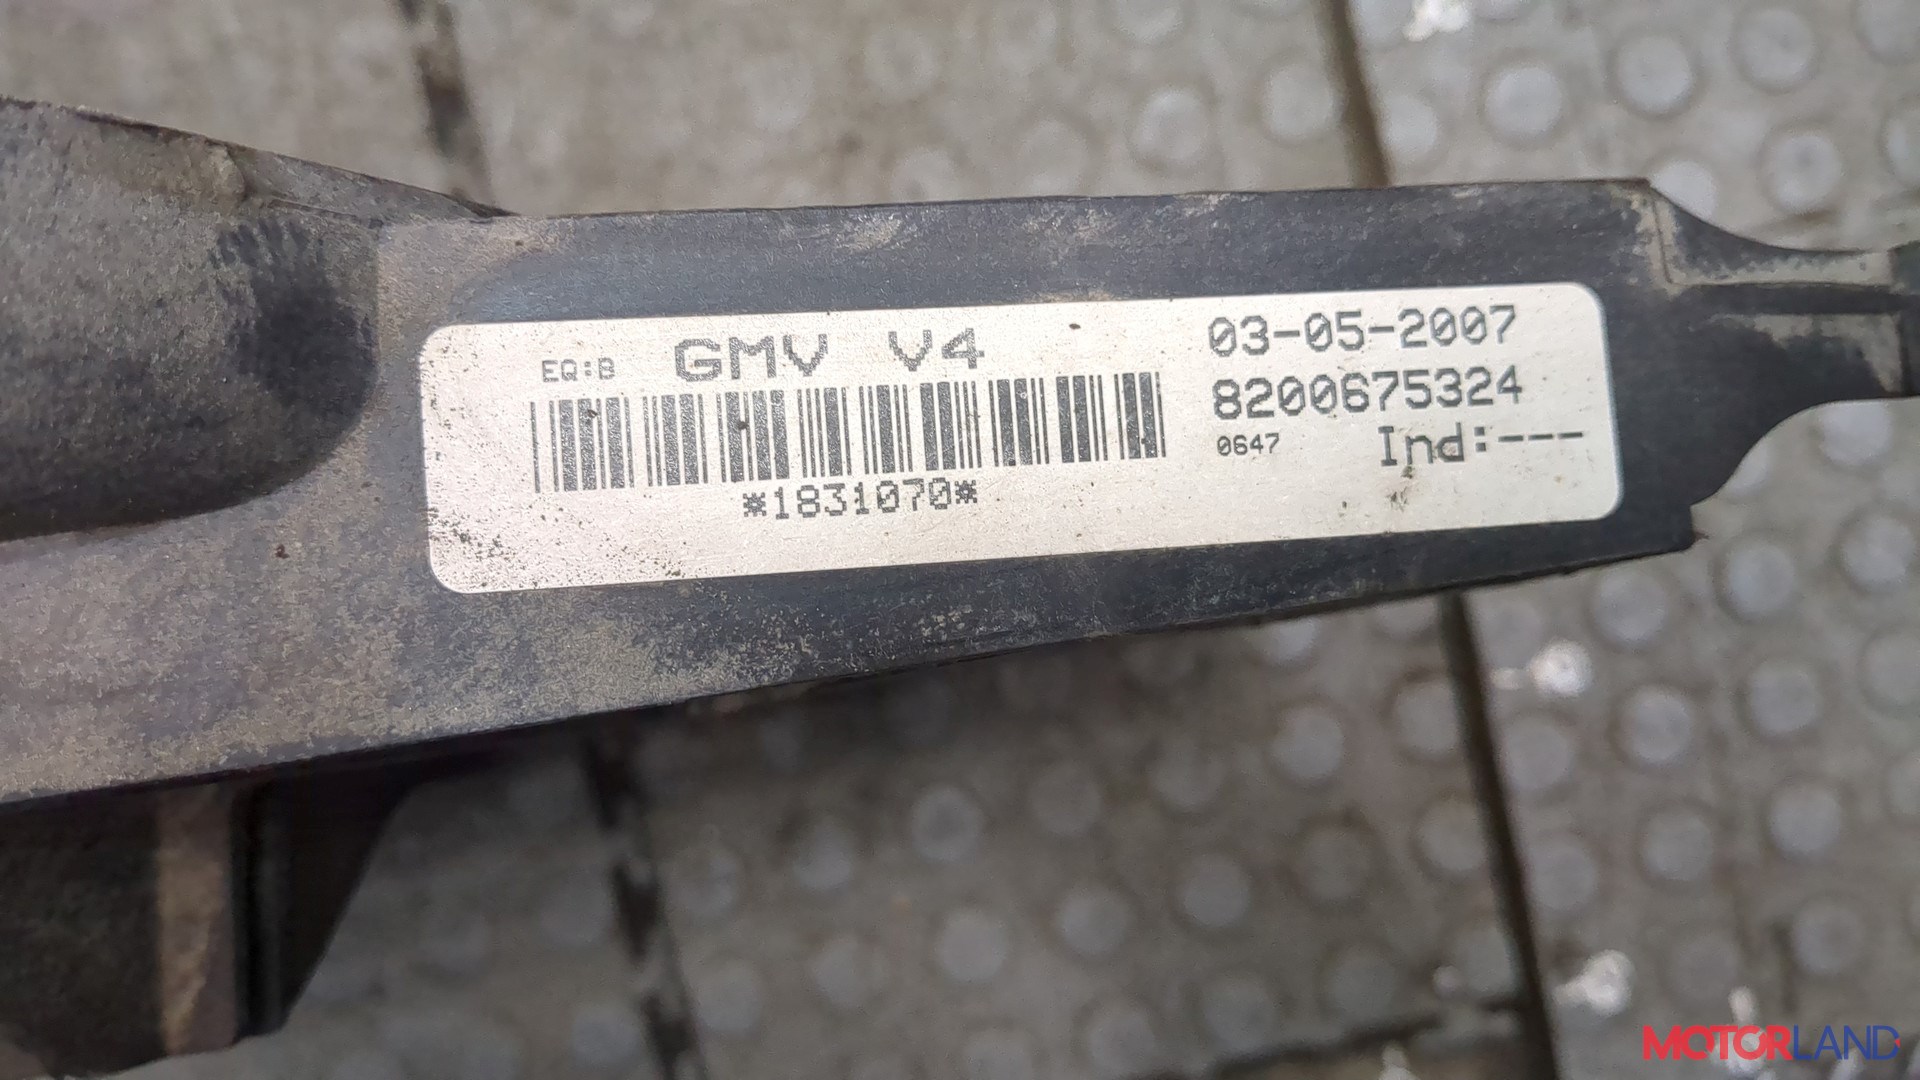 EQ:B GMV V4
*1831070*
03-05-2007
8200675324
0647 Ind:---
MOTORLAND